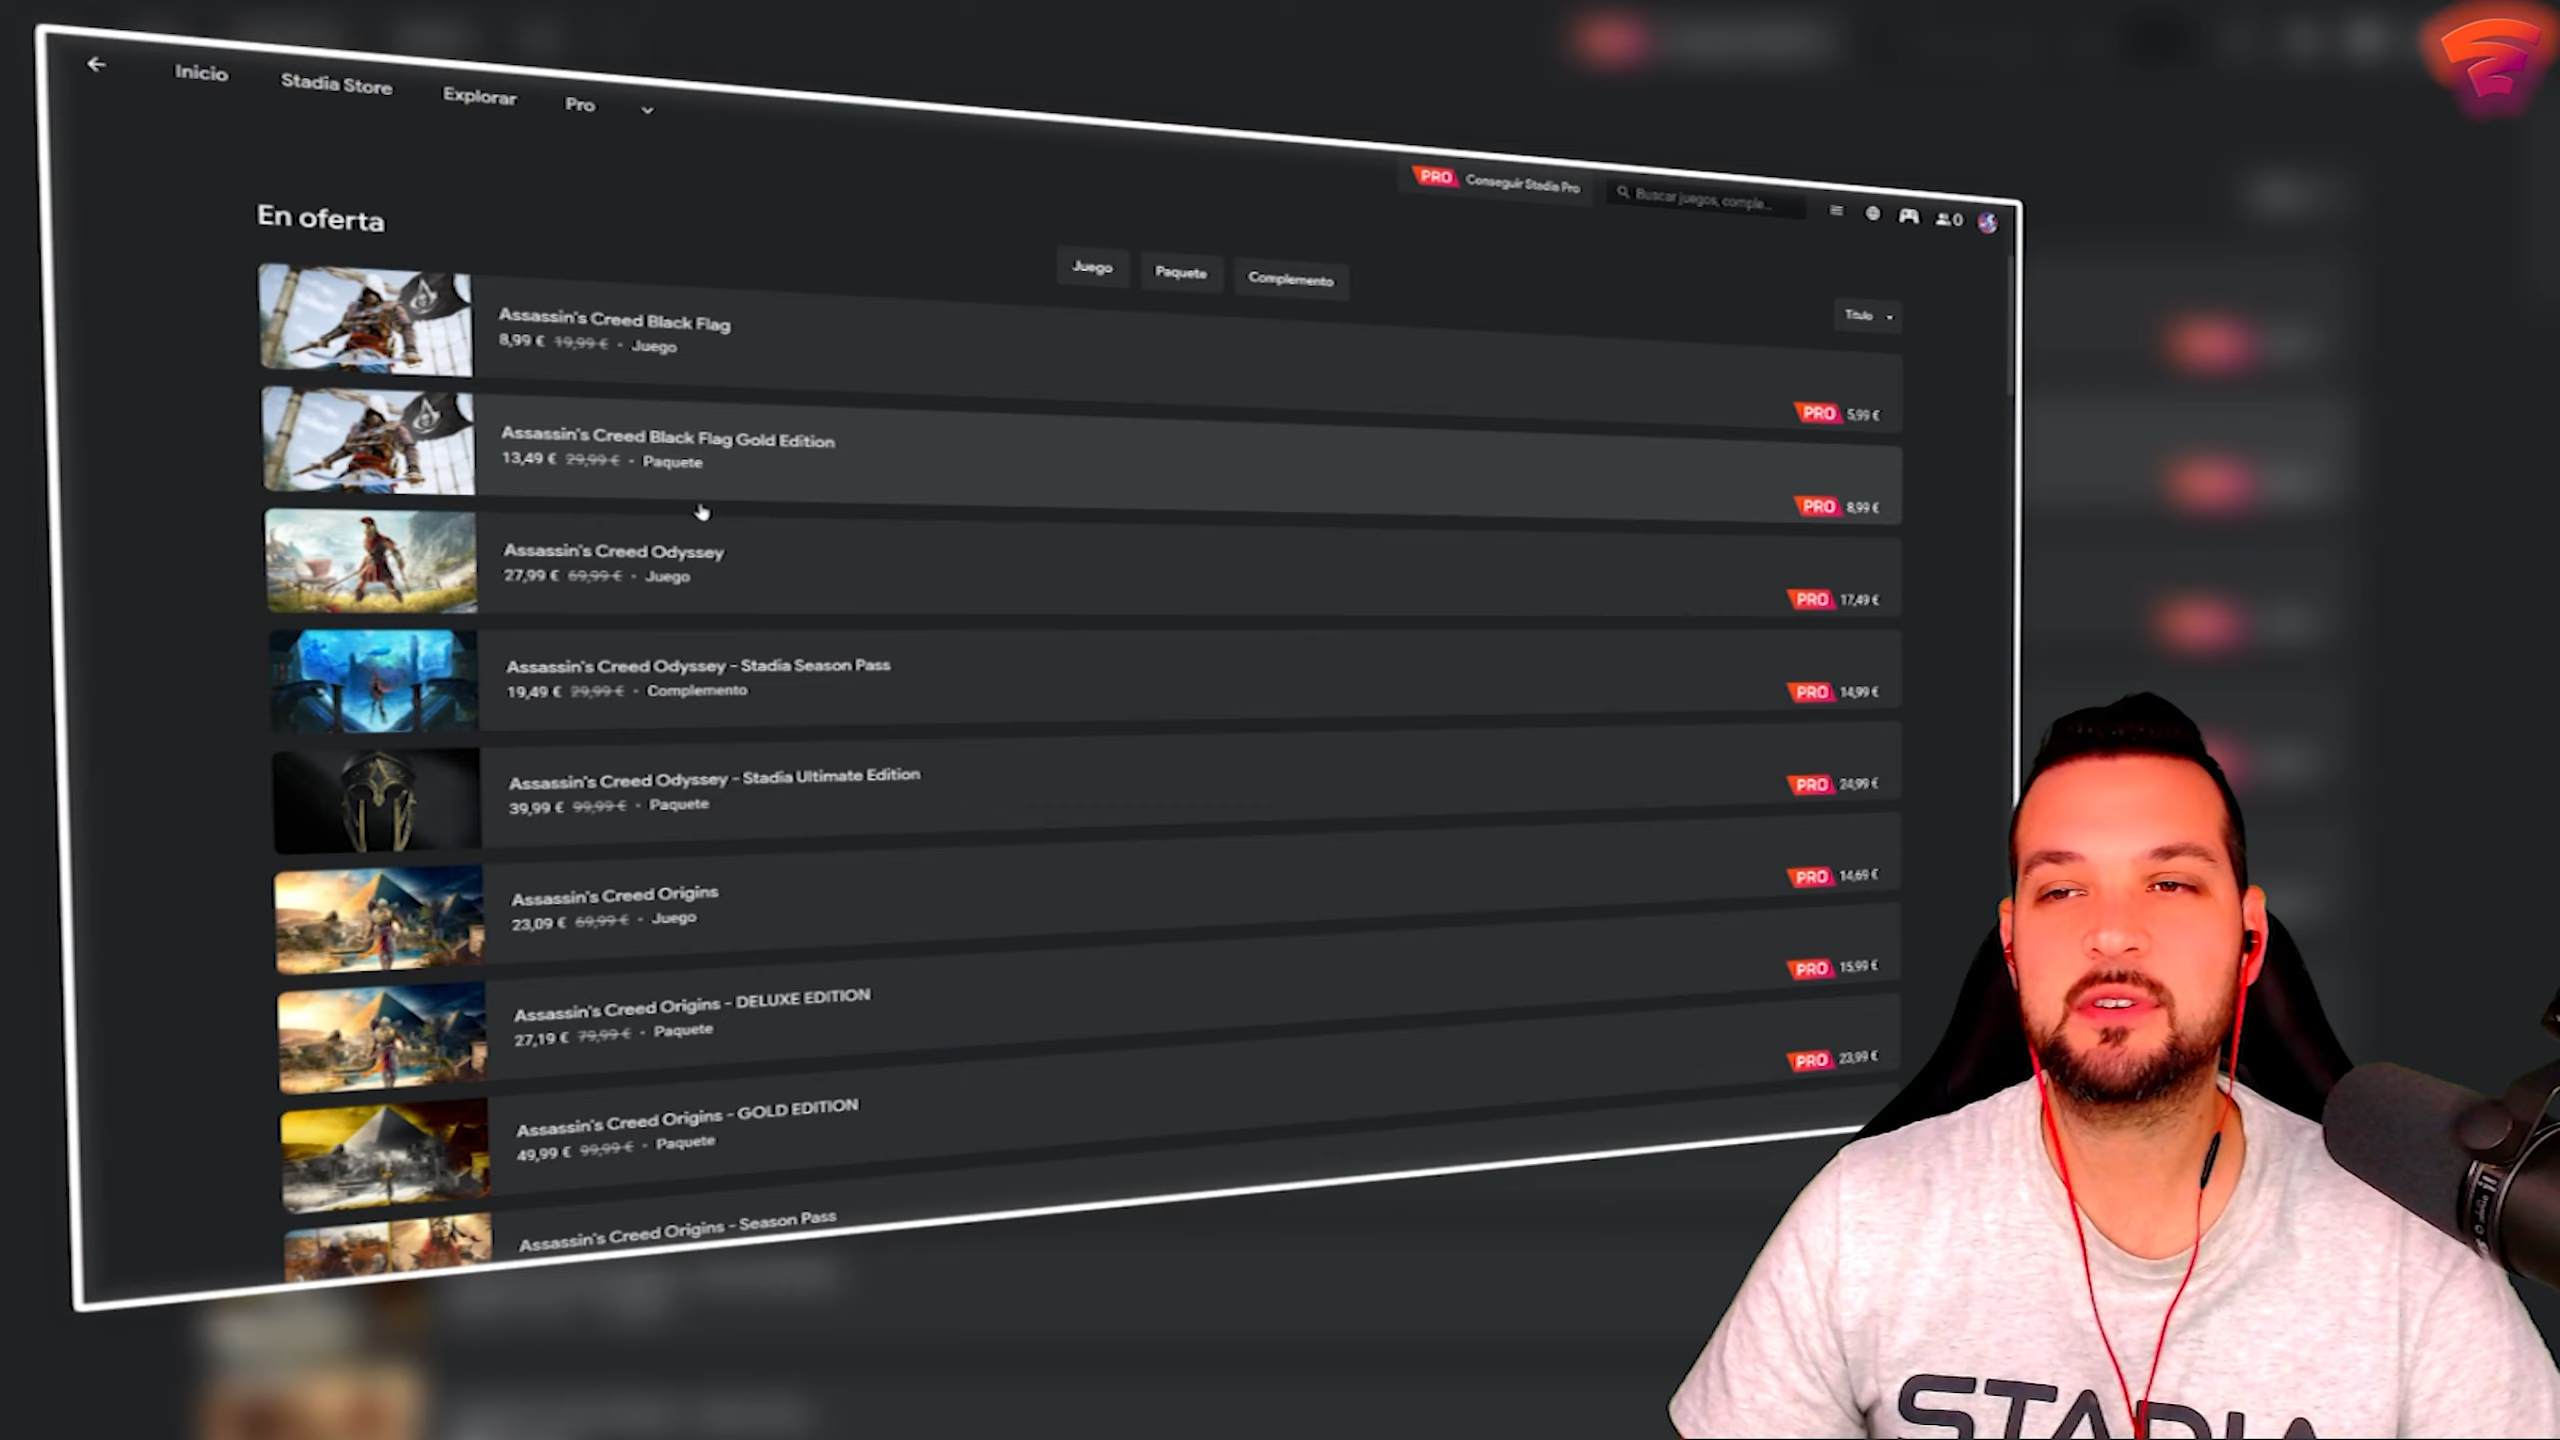 Inicio
Stadia Store
Explorar
Pro
PRO Conseguir Stadia Pro
Buscar juegos, comple...
0
En oferta
Juego
Paquete
Complemento
Título
Assassin's Creed Black Flag
8,99 € 19,99 € - Juego
PRO 5,99 €
Assassin's Creed Black Flag Gold Edition
13,49 € 29,99 € - Paquete
PRO 8,99 €
Assassin's Creed Odyssey
27,99 € 69,99 € - Juego
PRO 17,49 €
Assassin's Creed Odyssey - Stadia Season Pass
19,49 € 29,99 € - Complemento
PRO 14,99 €
Assassin's Creed Odyssey - Stadia Ultimate Edition
39,99 € 99,99 € - Paquete
PRO 24,99 €
Assassin's Creed Origins
23,09 € 69,99 € - Juego
PRO 14,69 €
Assassin's Creed Origins - DELUXE EDITION
27,19 € 79,99 € - Paquete
PRO 15,99 €
Assassin's Creed Origins - GOLD EDITION
49,99 € 99,99 € - Paquete
PRO 23,99 €
Assassin's Creed Origins - Season Pass
STADIA